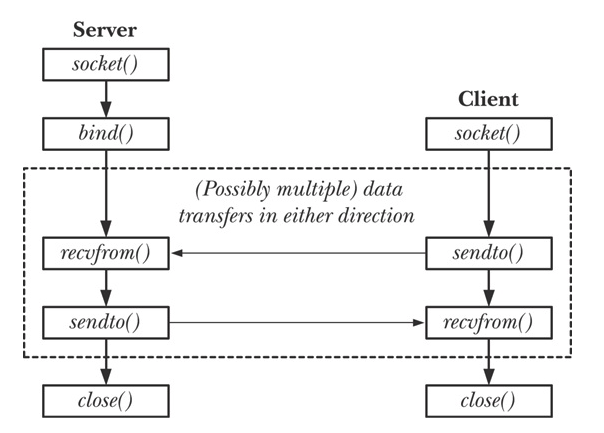 Server
socket()
Client
bind()
socket()
(Possibly multiple) data
transfers in either direction
recvfrom()
sendto()
sendto()
recvfrom()
close()
close()